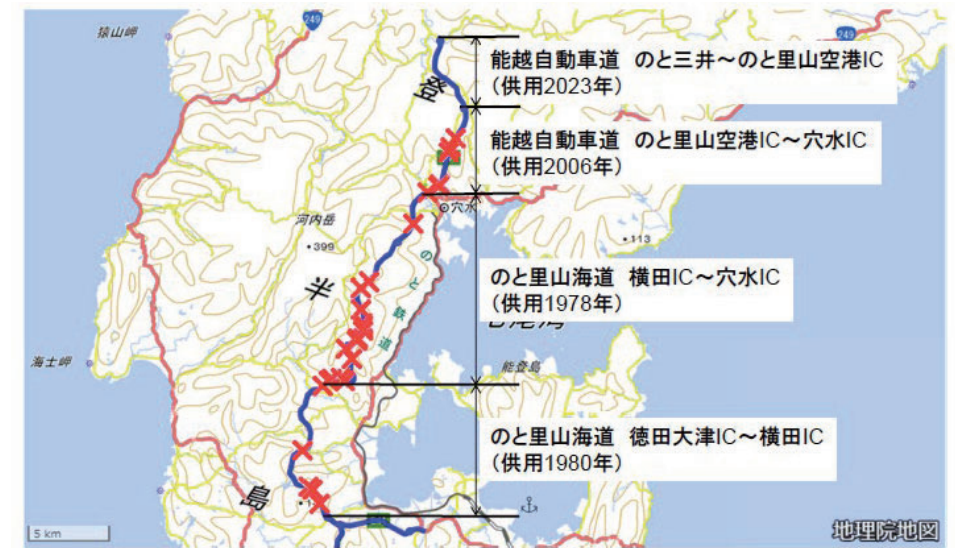 猿山岬
249
249
能越自動車道 のと三井～のと里山空港IC
(供用2023年)
登
能越自動車道 のと里山空港IC～穴水IC
(供用2006年)
穴水
河内岳
・399
・113
半
のと鉄道
のと里山海道 横田IC～穴水IC
(供用1978年)
海士岬
能登島
のと里山海道 徳田大津IC～横田IC
(供用1980年)
島
5 km
地理院地図